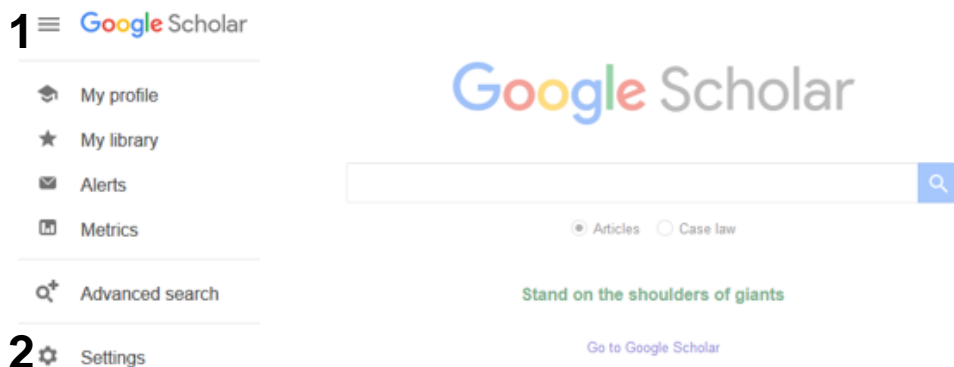 1 Google Scholar
My profile
My library
Alerts
Metrics
Advanced search
2 Settings
Google Scholar
Articles Case law
Stand on the shoulders of giants
Go to Google Scholar